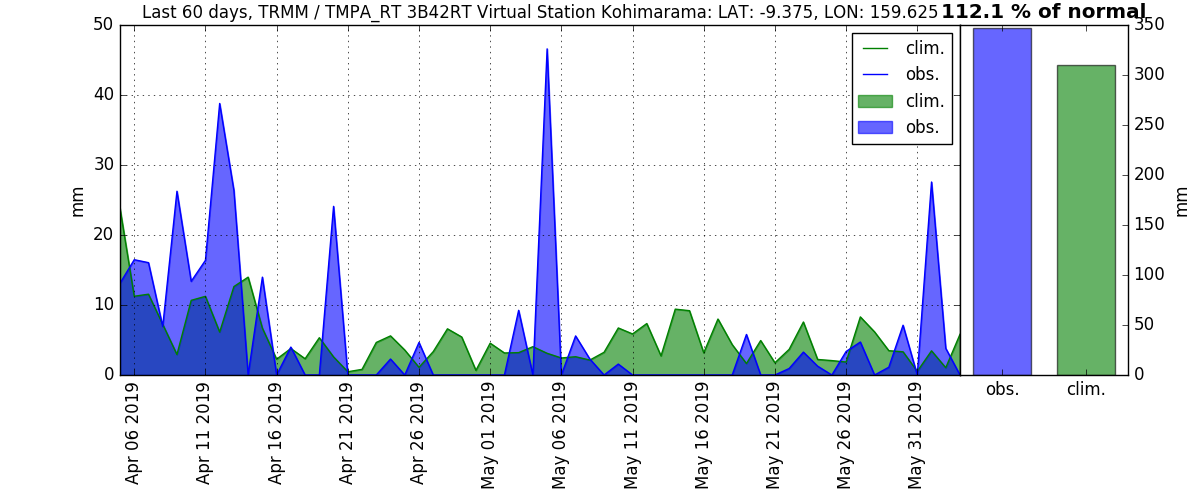 Last 60 days, TRMM / TMPA_RT 3B42RT Virtual Station Kohimarama: LAT: -9.375, LON: 159.625
112.1 % of normal
clim.
obs.
clim.
obs.
50
40
30
20
10
0
mm
350
300
250
200
150
100
50
0
mm
Apr 06 2019
Apr 11 2019
Apr 16 2019
Apr 21 2019
Apr 26 2019
May 01 2019
May 06 2019
May 11 2019
May 16 2019
May 21 2019
May 26 2019
May 31 2019
obs.
clim.